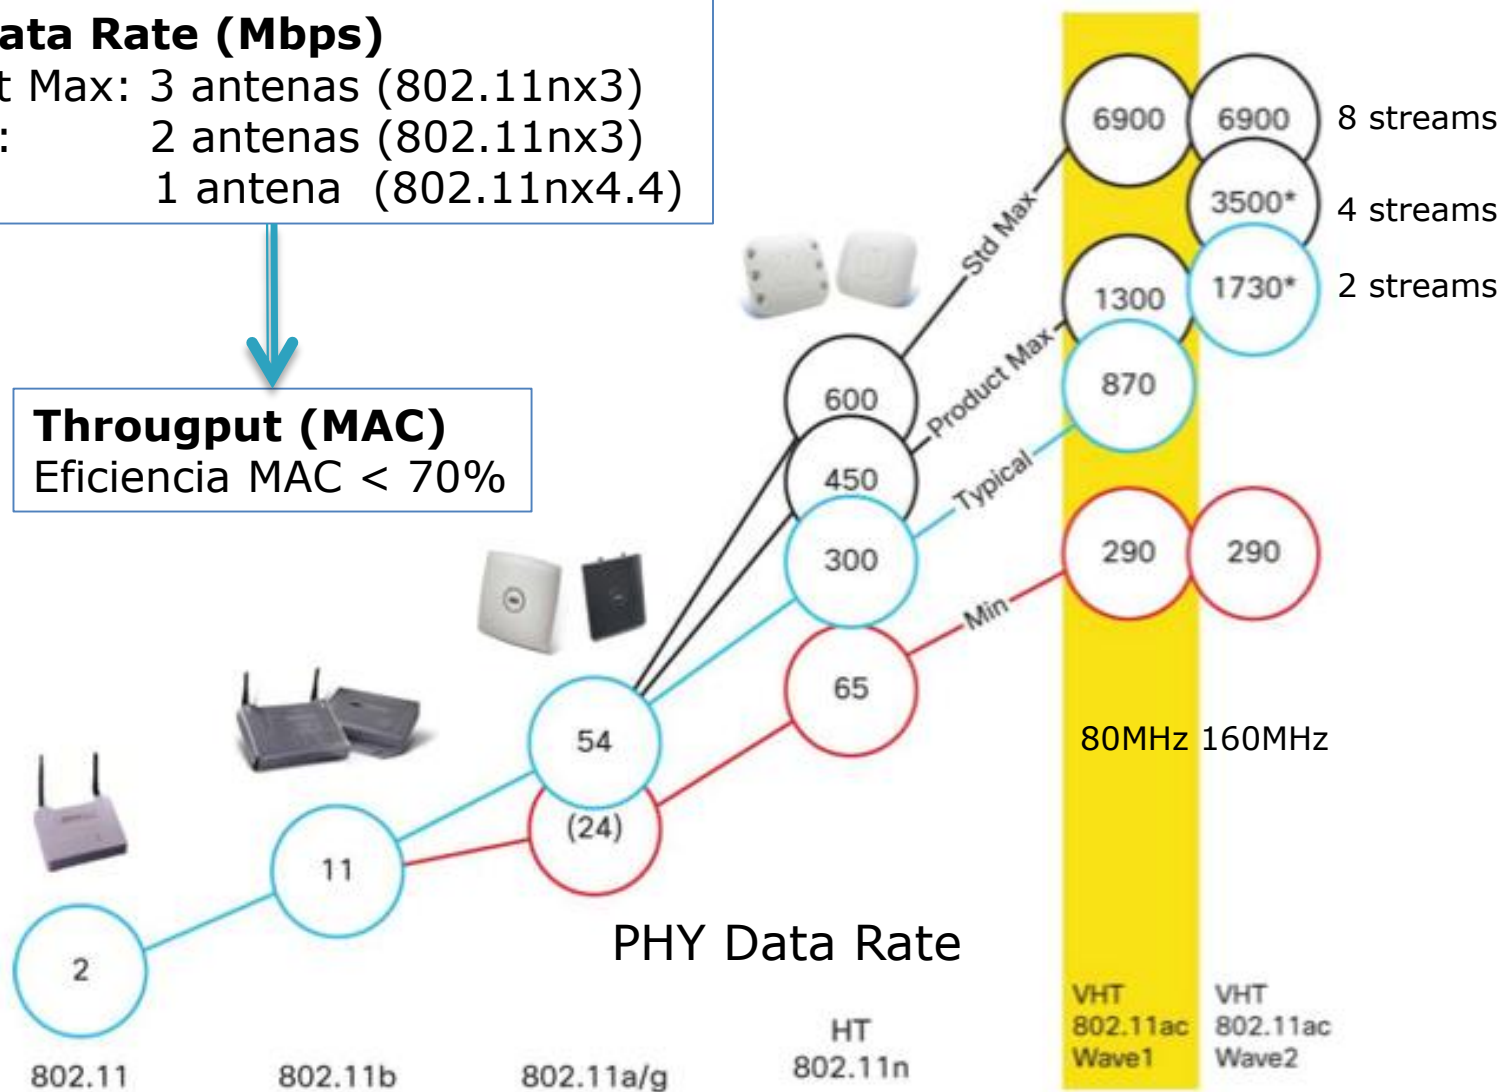 ata Rate (Mbps)
t Max: 3 antenas (802.11nx3)
: 2 antenas (802.11nx3)
1 antena (802.11nx4.4)
Througput (MAC)
Eficiencia MAC < 70%
6900 6900 8 streams
3500* 4 streams
1300 1730* 2 streams
Std Max
Product Max
Typical
Min
870
600
450
300
290 290
65
54
(24)
11
2
80MHz 160MHz
PHY Data Rate
802.11
802.11b
802.11a/g
HT
802.11n
VHT
802.11ac
Wave1
VHT
802.11ac
Wave2